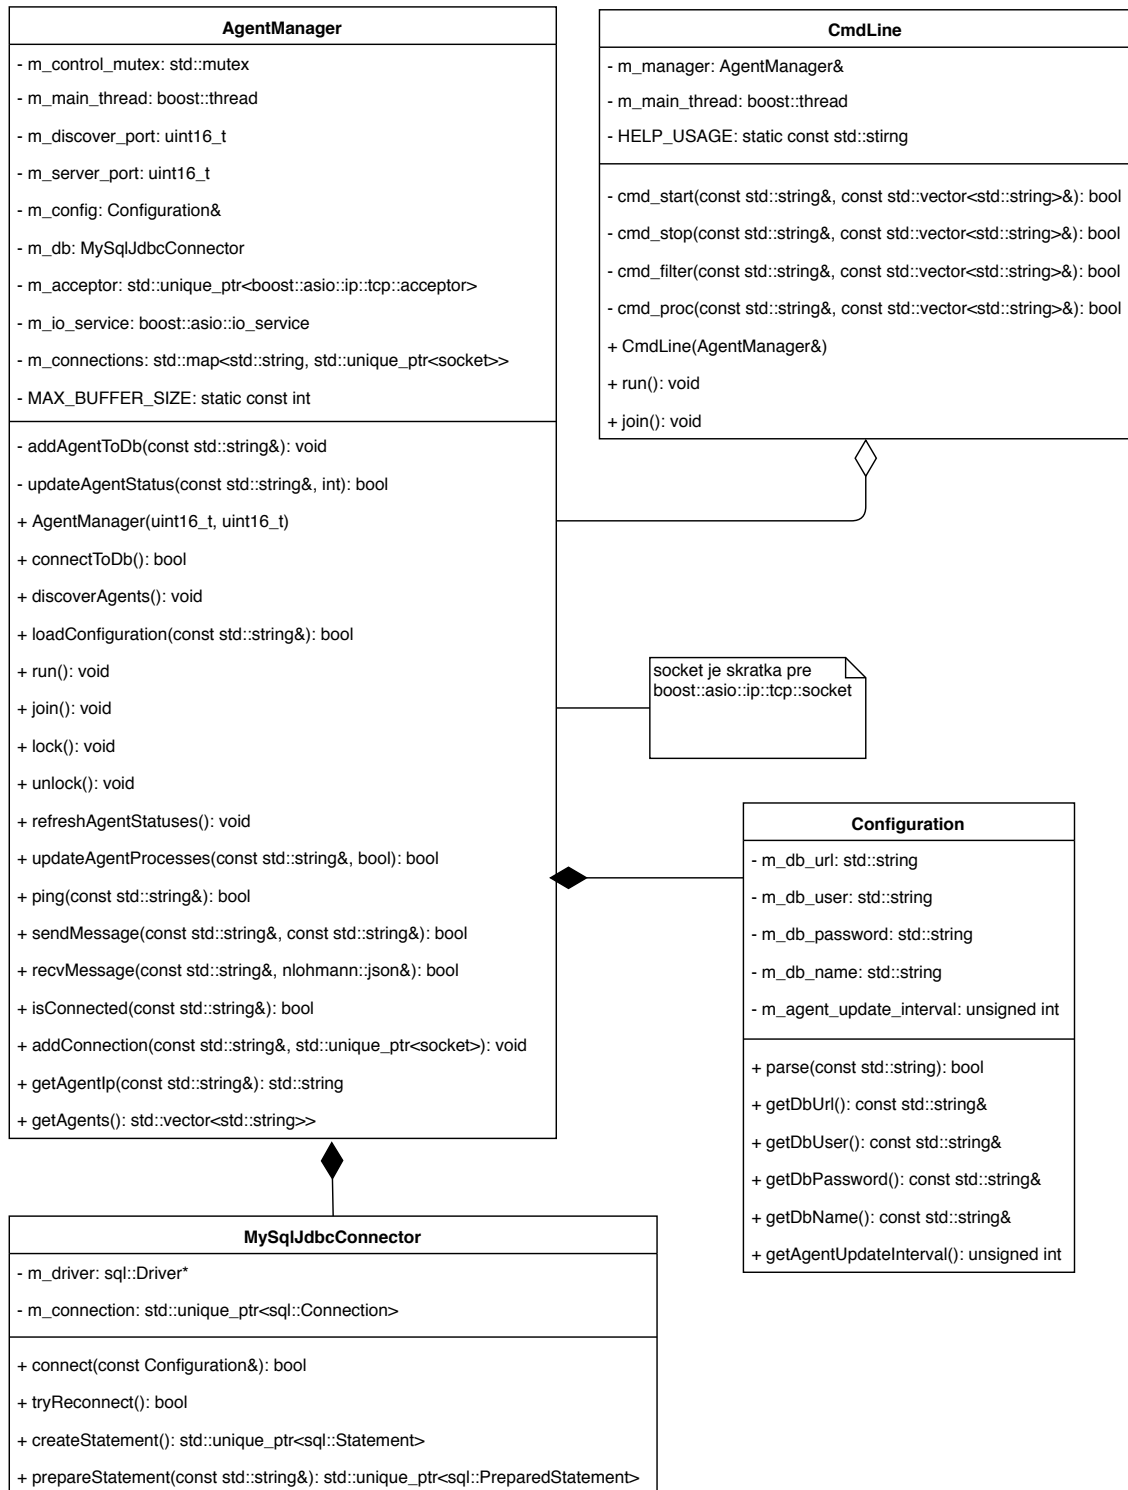 AgentManager
- m_control_mutex: std::mutex
- m_main_thread: boost::thread
- m_discover_port: uint16_t
- m_server_port: uint16_t
- m_config: Configuration&
- m_db: MySqlJdbcConnector
- m_acceptor: std::unique_ptr<boost::asio::ip::tcp::acceptor>
- m_io_service: boost::asio::io_service
- m_connections: std::map<std::string, std::unique_ptr<socket>>
- MAX_BUFFER_SIZE: static const int
- addAgentToDb(const std::string&): void
- updateAgentStatus(const std::string&, int): bool
+ AgentManager(uint16_t, uint16_t)
+ connectToDb(): bool
+ discoverAgents(): void
+ loadConfiguration(const std::string&): bool
+ run(): void
+ join(): void
+ lock(): void
+ unlock(): void
+ refreshAgentStatuses(): void
+ updateAgentProcesses(const std::string&, bool): bool
+ ping(const std::string&): bool
+ sendMessage(const std::string&, const std::string&): bool
+ recvMessage(const std::string&, nlohmann::json&): bool
+ isConnected(const std::string&): bool
+ addConnection(const std::string&, std::unique_ptr<socket>): void
+ getAgentIp(const std::string&): std::string
+ getAgents(): std::vector<std::string>>
CmdLine
- m_manager: AgentManager&
- m_main_thread: boost::thread
- HELP_USAGE: static const std::stirng
- cmd_start(const std::string&, const std::vector<std::string>&): bool
- cmd_stop(const std::string&, const std::vector<std::string>&): bool
- cmd_filter(const std::string&, const std::vector<std::string>&): bool
- cmd_proc(const std::string&, const std::vector<std::string>&): bool
+ CmdLine(AgentManager&)
+ run(): void
+ join(): void
socket je skratka pre
boost::asio::ip::tcp::socket
Configuration
- m_db_url: std::string
- m_db_user: std::string
- m_db_password: std::string
- m_db_name: std::string
- m_agent_update_interval: unsigned int
+ parse(const std::string): bool
+ getDbUrl(): const std::string&
+ getDbUser(): const std::string&
+ getDbPassword(): const std::string&
+ getDbName(): const std::string&
+ getAgentUpdateInterval(): unsigned int
MySqlJdbcConnector
- m_driver: sql::Driver*
- m_connection: std::unique_ptr<sql::Connection>
+ connect(const Configuration&): bool
+ tryReconnect(): bool
+ createStatement(): std::unique_ptr<sql::Statement>
+ prepareStatement(const std::string&): std::unique_ptr<sql::PreparedStatement>